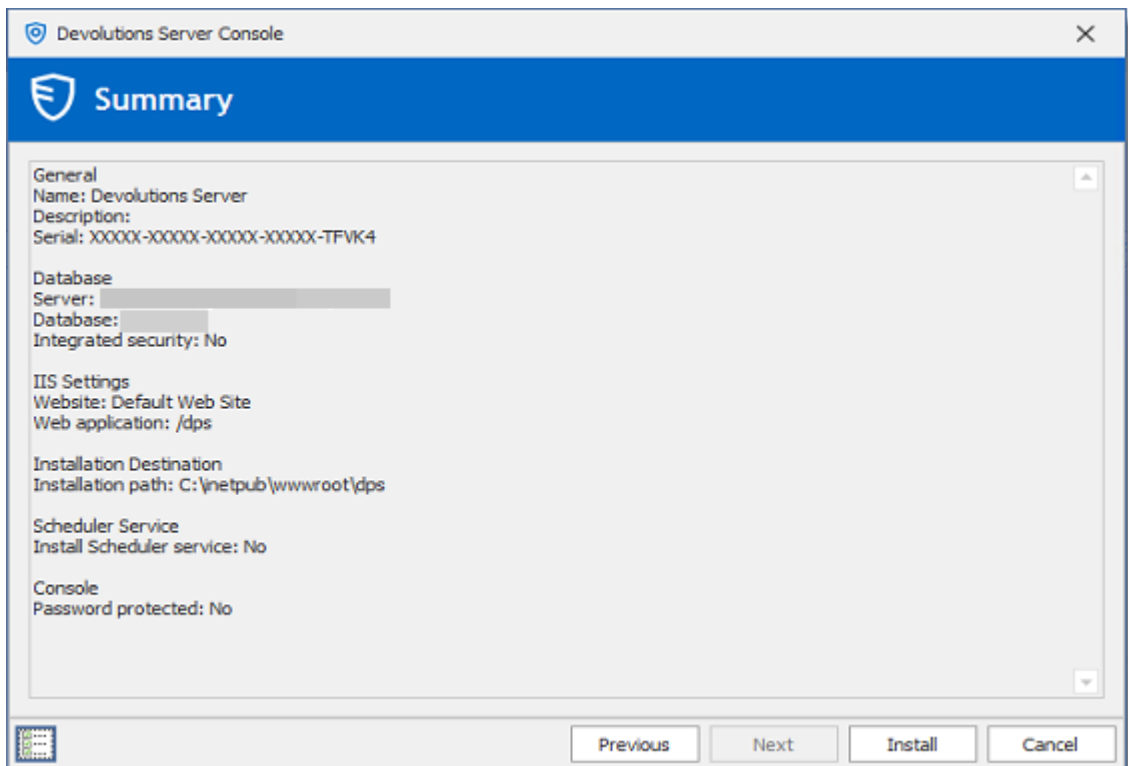 Devolutions Server Console
Summary
General
Name: Devolutions Server
Description:
Serial: XXXXX-XXXXX-XXXXX-XXXXX-TFVK4
Database
Server:
Database:
Integrated security: No
IIS Settings
Website: Default Web Site
Web application: /dps
Installation Destination
Installation path: C:\inetpub\wwwroot\dps
Scheduler Service
Install Scheduler service: No
Console
Password protected: No
Previous Next Install Cancel